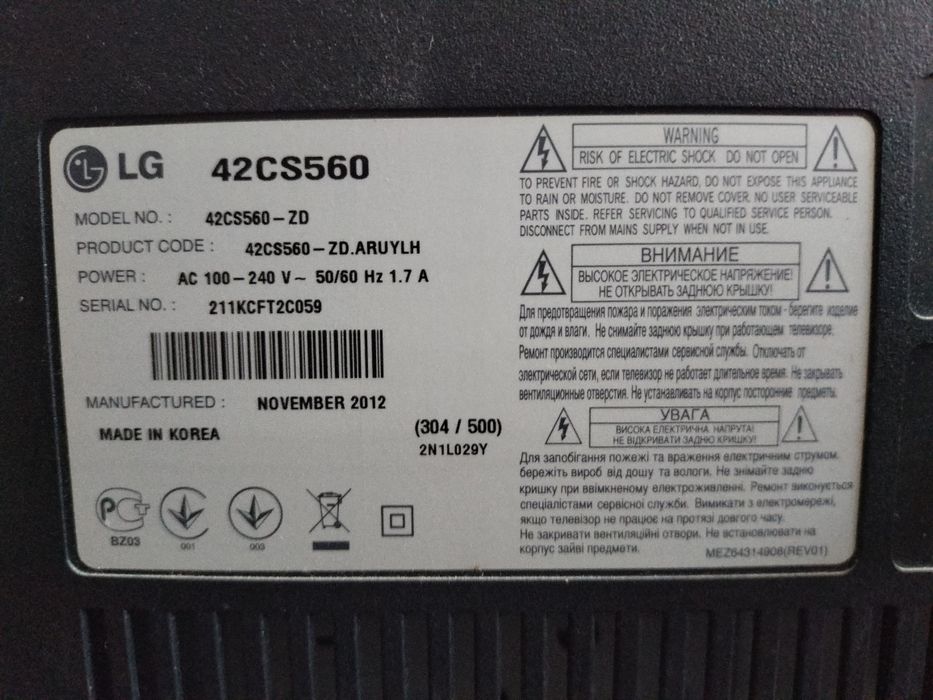 LG 42CS560
MODEL NO. : 42CS560-ZD
PRODUCT CODE : 42CS560-ZD.ARUYLH
POWER : AC 100-240 V~ 50/60 Hz 1.7 A
SERIAL NO. : 211KCFT2C059
MANUFACTURED : NOVEMBER 2012
MADE IN KOREA
(304 / 500)
2N1L029Y
BZ03
001
003
WARNING
RISK OF ELECTRIC SHOCK DO NOT OPEN
TO PREVENT FIRE OR SHOCK HAZARD, DO NOT EXPOSE THIS APPLIANCE
TO RAIN OR MOISTURE. DO NOT REMOVE COVER. NO USER SERVICEABLE
PARTS INSIDE. REFER SERVICING TO QUALIFIED SERVICE PERSON.
DISCONNECT FROM MAINS SUPPLY WHEN NOT IN USE.
ВНИМАНИЕ
ВЫСОКОЕ ЭЛЕКТРИЧЕСКОЕ НАПРЯЖЕНИЕ!
НЕ ОТКРЫВАТЬ ЗАДНЮЮ КРЫШКУ!
Для предотвращения пожара и поражения электрическим током - берегите изделие
от дождя и влаги. Не снимайте заднюю крышку при работающем телевизоре.
Ремонт производится специалистами сервисной службы. Отключать от
электрической сети, если телевизор не работает длительное время. Не закрывать
вентиляционные отверстия. Не устанавливать на корпус посторонние предметы.
УВАГА
ВИСОКА ЕЛЕКТРИЧНА НАПРУГА!
НЕ ВІДКРИВАТИ ЗАДНЮ КРИШКУ!
Для запобігання пожежі та враження електричним струмом
бережіть виріб від дощу та вологи. Не знімайте задню
кришку при ввімкненому електроживленні. Ремонт виконується
спеціалістами сервісної служби. Вимикати з електромережі,
якщо телевізор не працює на протязі довгого часу.
Не закривати вентиляційні отвори. Не встановлювати на
корпус зайві предмети.
MEZ64314908(REV01)